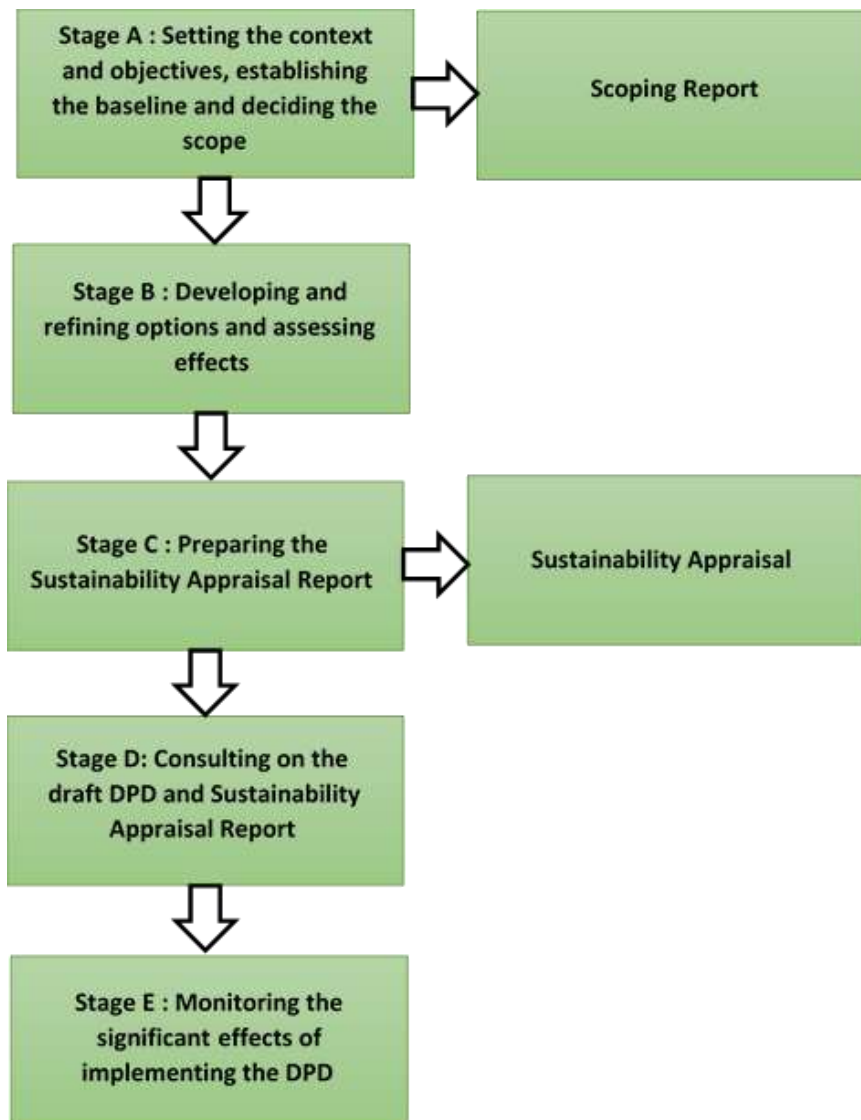 Stage A : Setting the context
and objectives, establishing
the baseline and deciding the
scope
Scoping Report
Stage B : Developing and
refining options and assessing
effects
Stage C : Preparing the
Sustainability Appraisal Report
Sustainability Appraisal
Stage D: Consulting on the
draft DPD and Sustainability
Appraisal Report
Stage E : Monitoring the
significant effects of
implementing the DPD